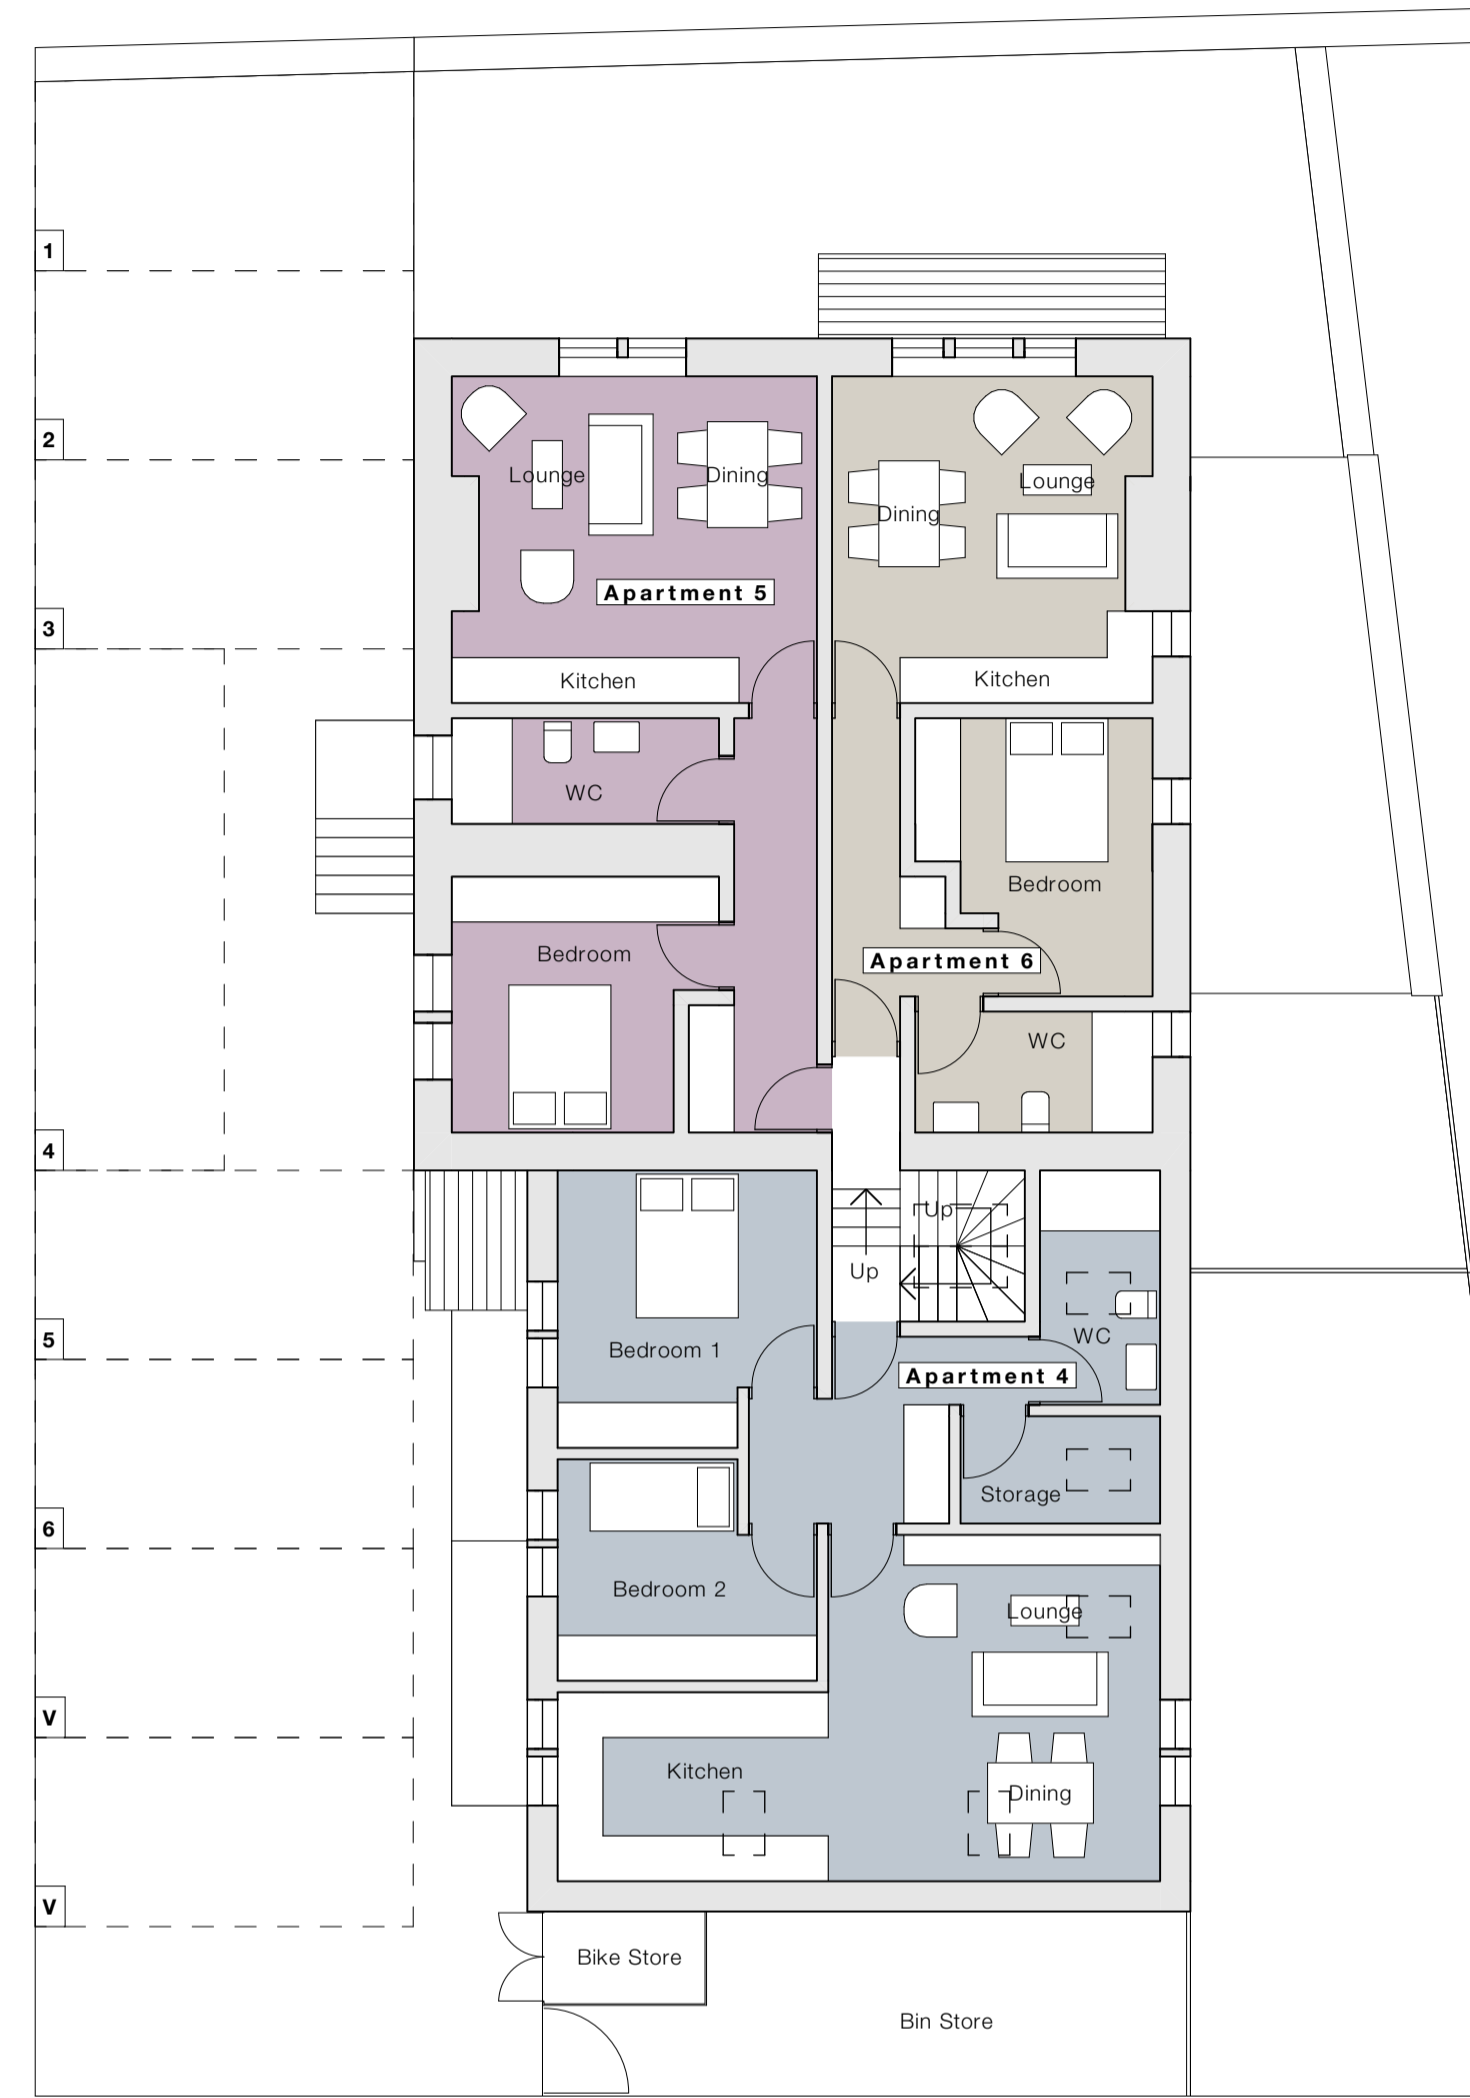 1
2
Lounge
Dining
Lounge
Dining
Apartment 5
3
Kitchen
Kitchen
WC
Bedroom
Bedroom
Apartment 6
WC
4
Up
Up
5
Bedroom 1
WC
Apartment 4
Storage
6
Bedroom 2
Lounge
V
Kitchen
Dining
V
Bike Store
Bin Store